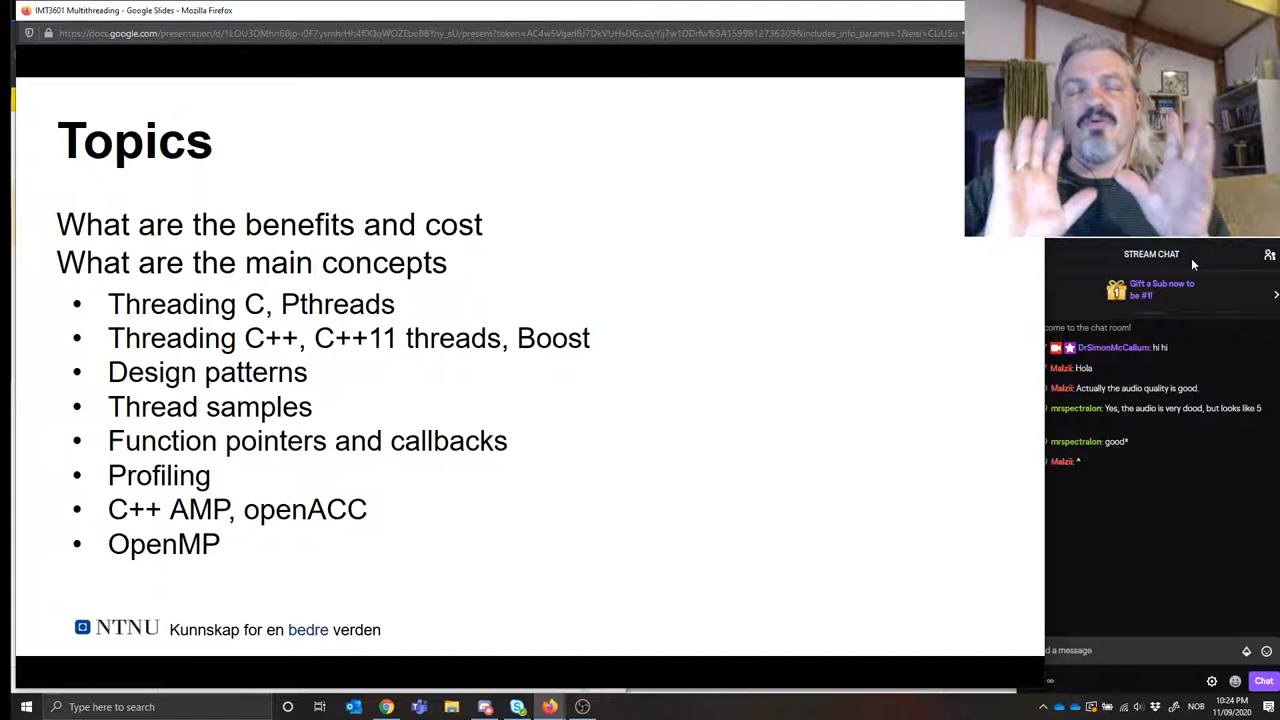 IMT3601 Multithreading - Google Slides - Mozilla Firefox
Topics
What are the benefits and cost
What are the main concepts
• Threading C, Pthreads
• Threading C++, C++11 threads, Boost
• Design patterns
• Thread samples
• Function pointers and callbacks
• Profiling
• C++ AMP, openACC
• OpenMP
NTNU Kunnskap for en bedre verden
STREAM CHAT
Gift a Sub now to
be #1!
come to the chat room!
DrSimonMcCallum: hi hi
Malzii: Hola
Malzii: Actually the audio quality is good.
mrspectralon: Yes, the audio is very dood, but looks like 5
mrspectralon: good*
Malzii: ^
d a message
Chat
Type here to search
NOB
10:24 PM
11/09/2020